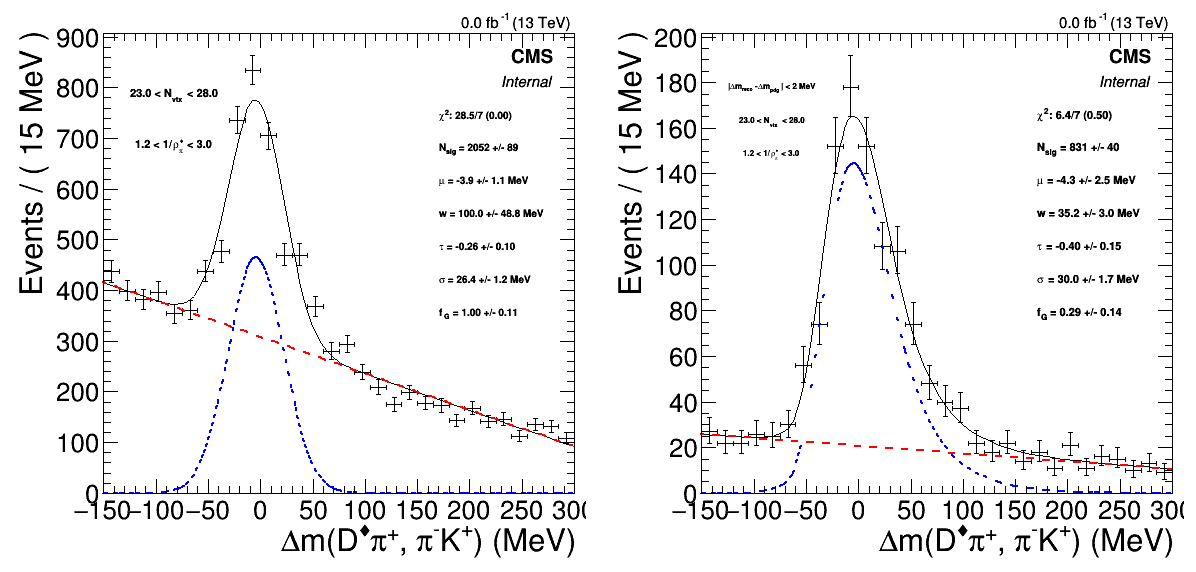 0.0 fb⁻¹ (13 TeV)
CMS
Internal
23.0 < N_vtx < 28.0
1.2 < 1/ρ_π^* < 3.0
χ²: 28.5/7 (0.00)
N_sig = 2052 +/- 89
μ = -3.9 +/- 1.1 MeV
w = 100.0 +/- 48.8 MeV
τ = -0.26 +/- 0.10
σ = 26.4 +/- 1.2 MeV
f_G = 1.00 +/- 0.11
Events / ( 15 MeV )
900
800
700
600
500
400
300
200
100
0
−150 −100 −50 0 50 100 150 200 250 300
Δm(D♦π⁺, π⁻K⁺) (MeV)
0.0 fb⁻¹ (13 TeV)
CMS
Internal
|Δm_reco - Δm_pdg| < 2 MeV
23.0 < N_vtx < 28.0
1.2 < 1/ρ_π^* < 3.0
χ²: 6.4/7 (0.50)
N_sig = 831 +/- 40
μ = -4.3 +/- 2.5 MeV
w = 35.2 +/- 3.0 MeV
τ = -0.40 +/- 0.15
σ = 30.0 +/- 1.7 MeV
f_G = 0.29 +/- 0.14
Events / ( 15 MeV )
200
180
160
140
120
100
80
60
40
20
0
−150 −100 −50 0 50 100 150 200 250 300
Δm(D♦π⁺, π⁻K⁺) (MeV)